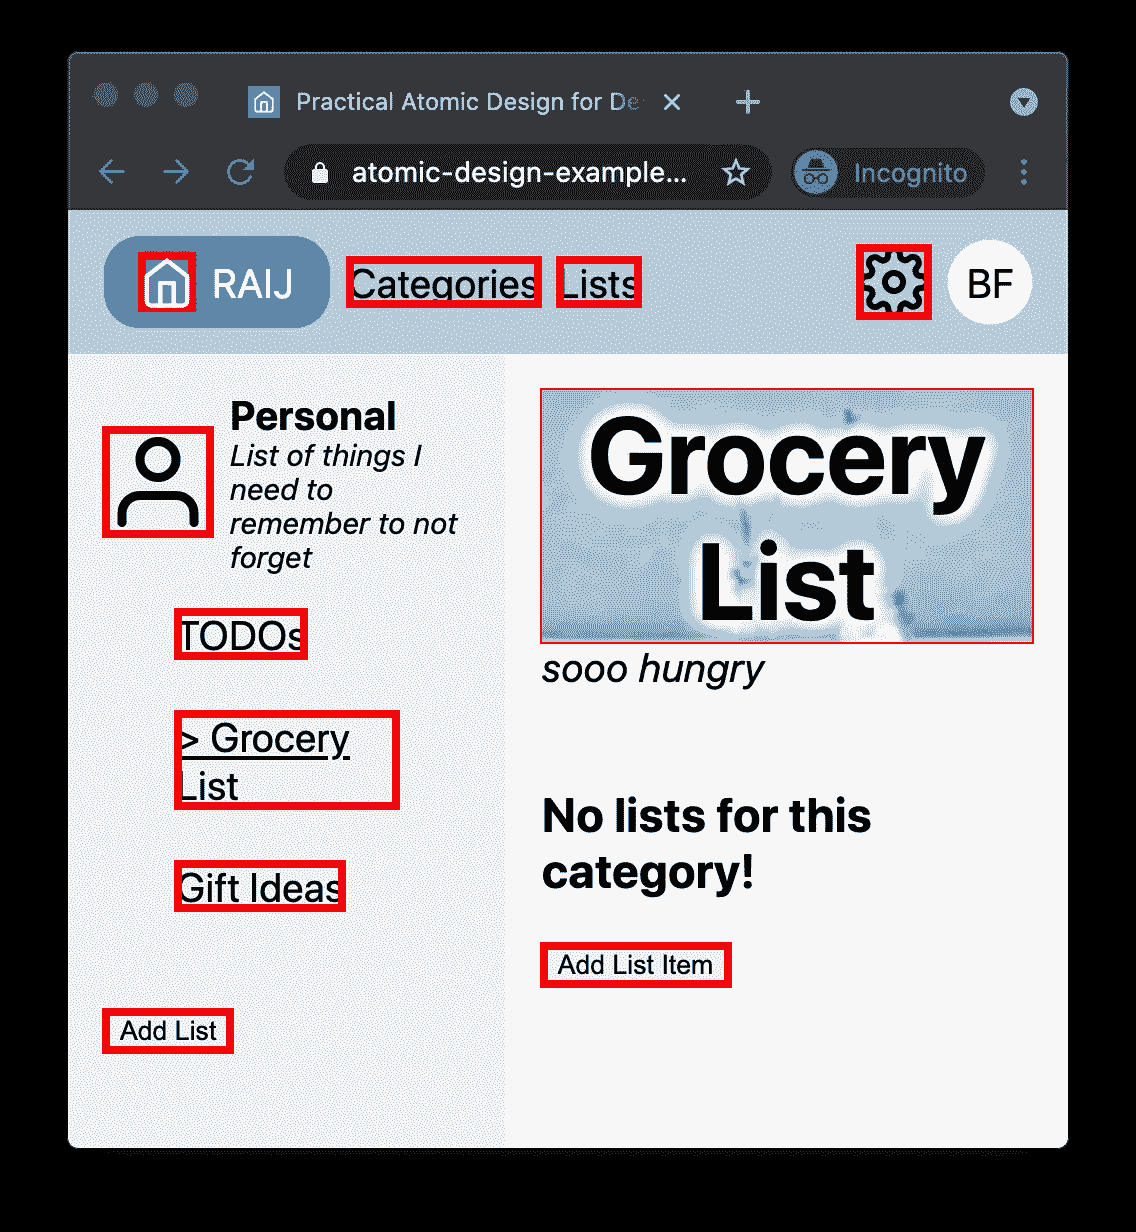 Practical Atomic Design for De
atomic-design-example...
Incognito
RAIJ
Categories
Lists
BF
Personal
List of things I
need to
remember to not
forget
TODOs
> Grocery
List
Gift Ideas
Add List
Grocery
List
sooo hungry
No lists for this
category!
Add List Item